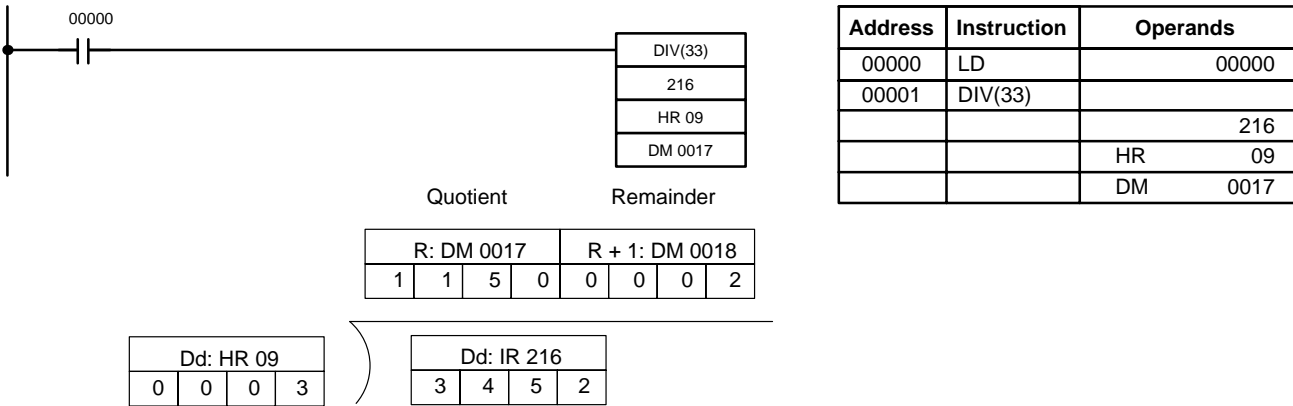 00000
DIV(33)
216
HR 09
DM 0017
Address Instruction Operands
00000 LD 00000
00001 DIV(33)
216
HR 09
DM 0017
Quotient Remainder
R: DM 0017 R + 1: DM 0018
1 1 5 0 0 0 0 2
Dd: HR 09 Dd: IR 216
0 0 0 3 3 4 5 2